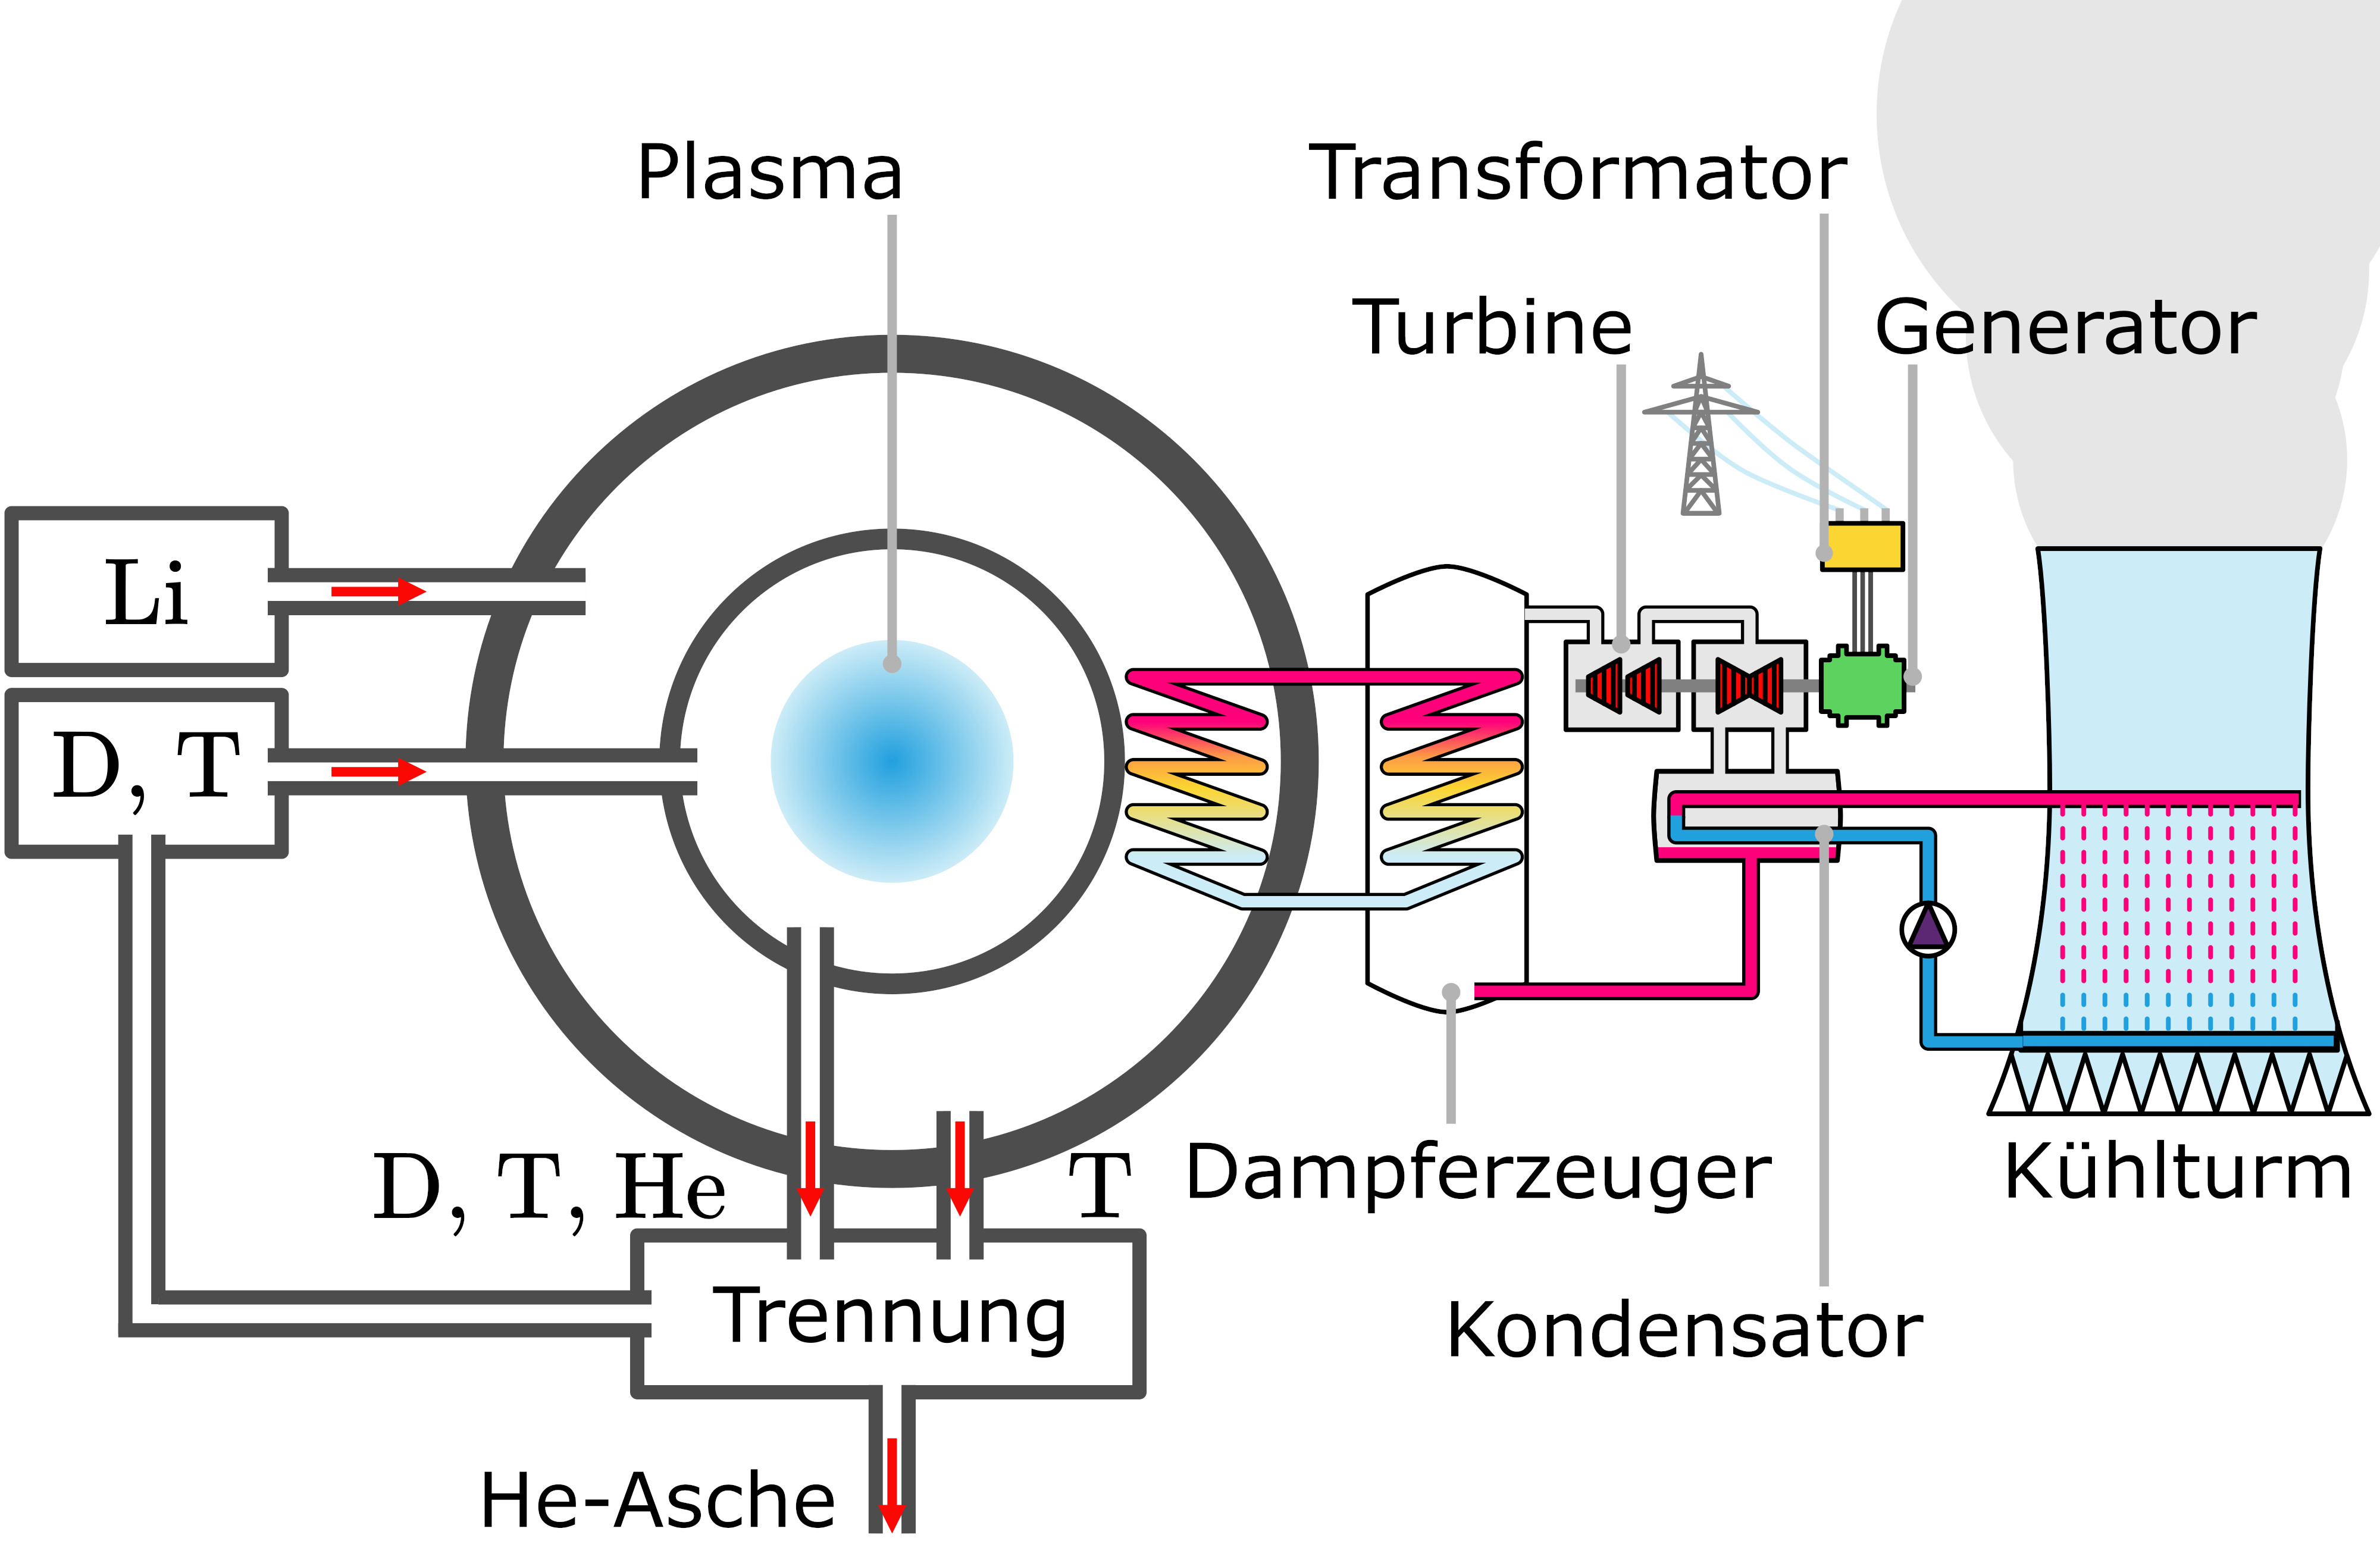 Plasma
Transformator
Turbine
Generator
Li
D, T
D, T, He
T
Dampferzeuger
Kühlturm
Trennung
Kondensator
He-Asche